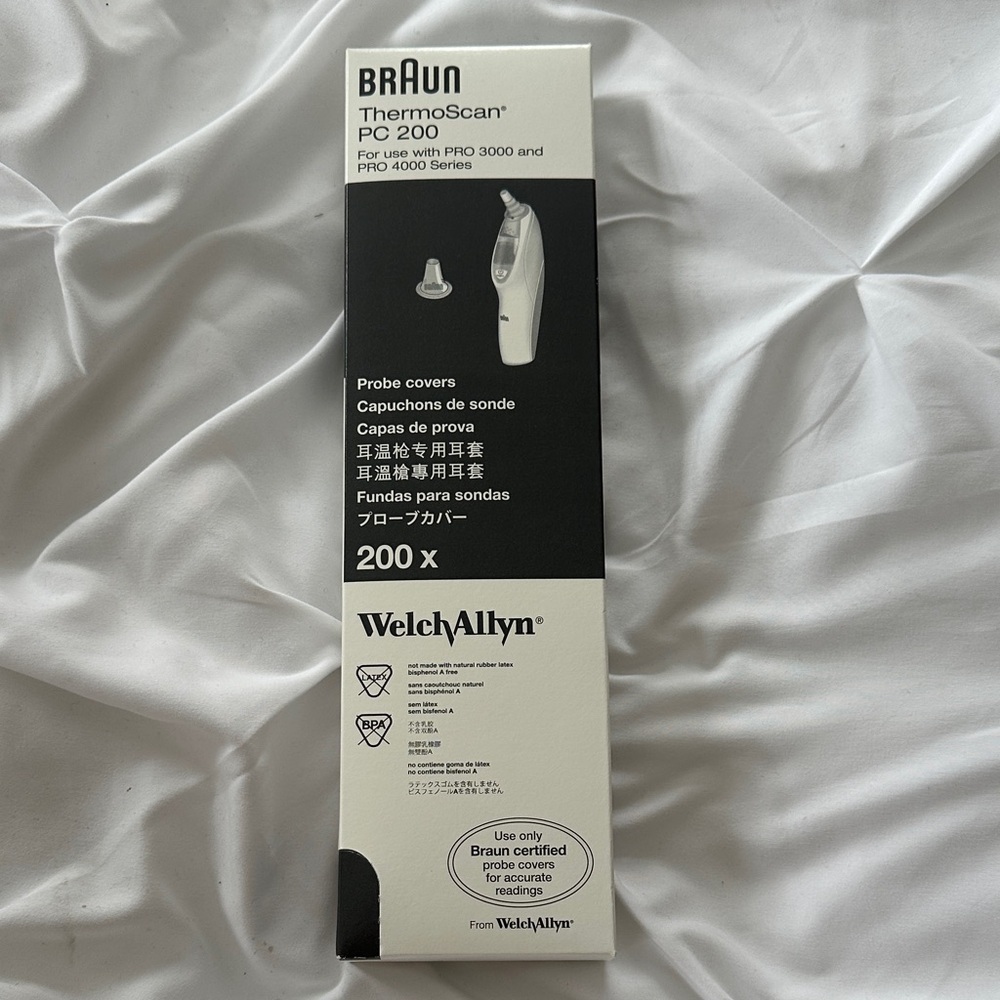 BRAUN
ThermoScan®
PC 200
For use with PRO 3000 and
PRO 4000 Series
Probe covers
Capuchons de sonde
Capas de prova
耳温枪专用耳套
耳溫槍專用耳套
Fundas para sondas
プローブカバー
200 x
WelchAllyn®
LATEX
not made with natural rubber latex
bisphenol A free
sans caoutchouc naturel
sans bisphénol A
sem látex
sem bisfenol A
BPA
不含乳胶
不含双酚A
無膠乳橡膠
無雙酚A
no contiene goma de látex
no contiene bisfenol A
ラテックスゴムを含有しません
ビスフェノールAを含有しません
Use only
Braun certified
probe covers
for accurate
readings
From WelchAllyn®